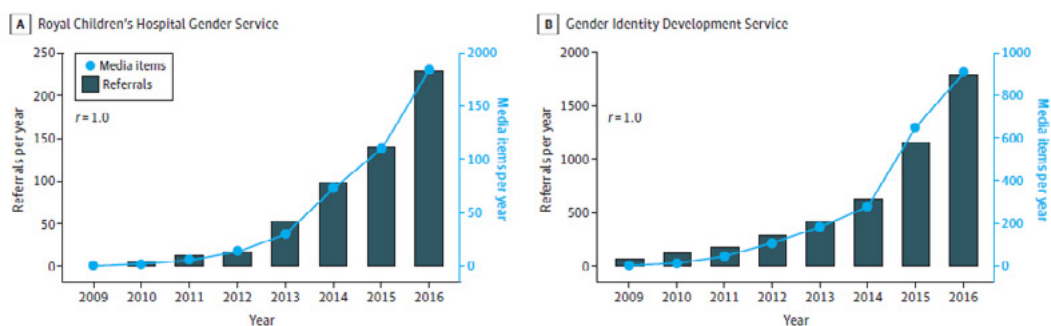 A Royal Children's Hospital Gender Service
250
200
150
100
50
0
Referrals per year
Media items
Referrals
r = 1.0
2000
150
100
50
0
Media items per year
2009 2010 2011 2012 2013 2014 2015 2016
Year
B Gender Identity Development Service
2000
1500
1000
500
0
Referrals per year
r = 1.0
1000
800
600
400
200
0
Media items per year
2009 2010 2011 2012 2013 2014 2015 2016
Year